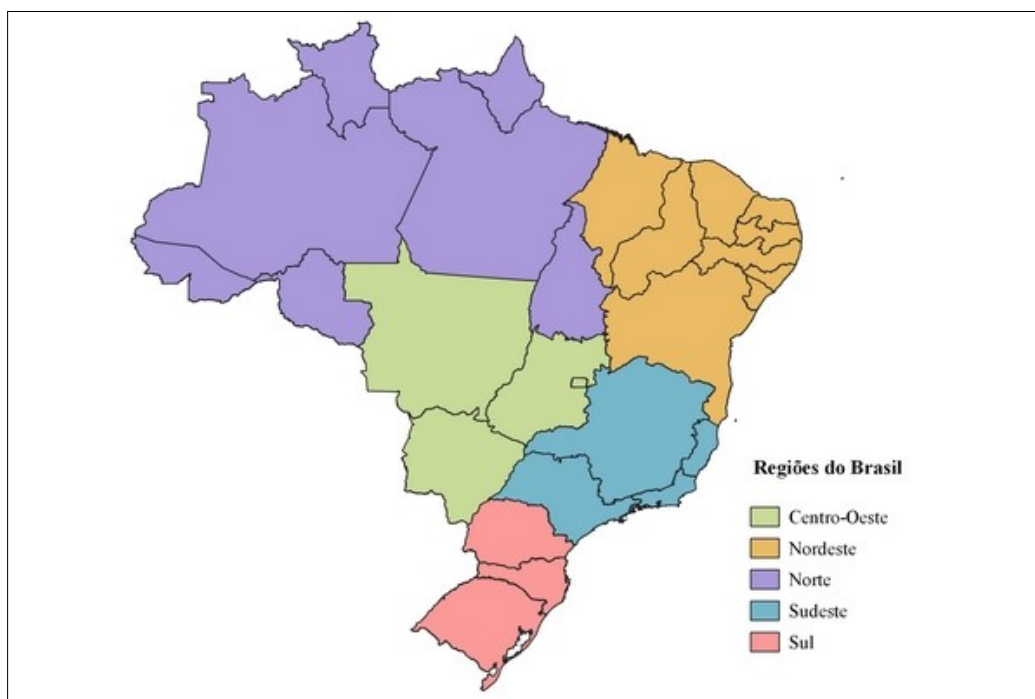 Regiões do Brasil
Centro-Oeste
Nordeste
Norte
Sudeste
Sul